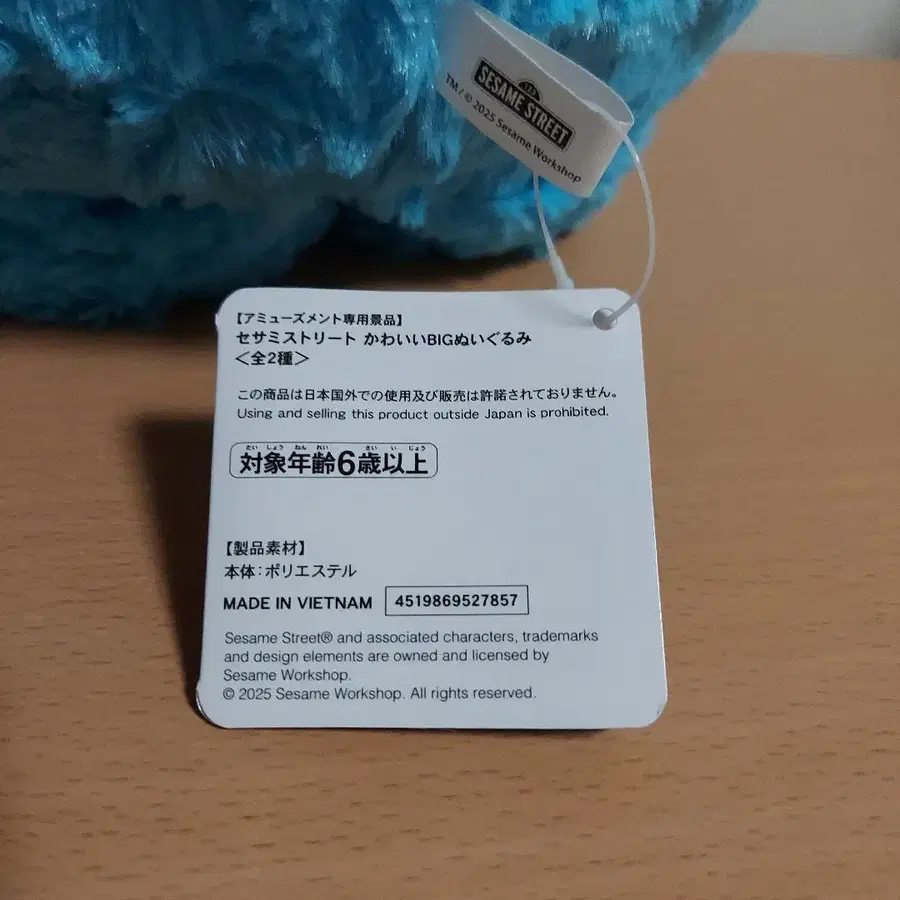 123
SESAME STREET
TM/© 2025 Sesame Workshop
【アミューズメント専用景品】
セサミストリート かわいいBIGぬいぐるみ
＜全2種＞
この商品は日本国外での使用及び販売は許諾されておりません。
Using and selling this product outside Japan is prohibited.
たいしょうねんれい さいいじょう
対象年齢6歳以上
【製品素材】
本体：ポリエステル
MADE IN VIETNAM 4519869527857
Sesame Street® and associated characters, trademarks
and design elements are owned and licensed by
Sesame Workshop.
© 2025 Sesame Workshop. All rights reserved.